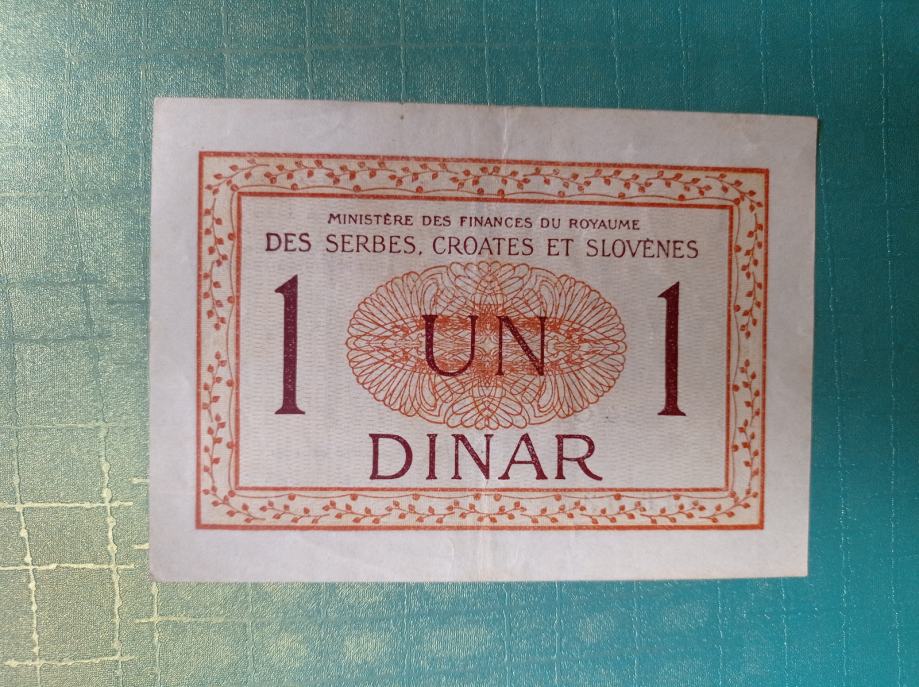 MINISTÈRE DES FINANCES DU ROYAUME
DES SERBES, CROATES ET SLOVÈNES
1 UN 1
DINAR